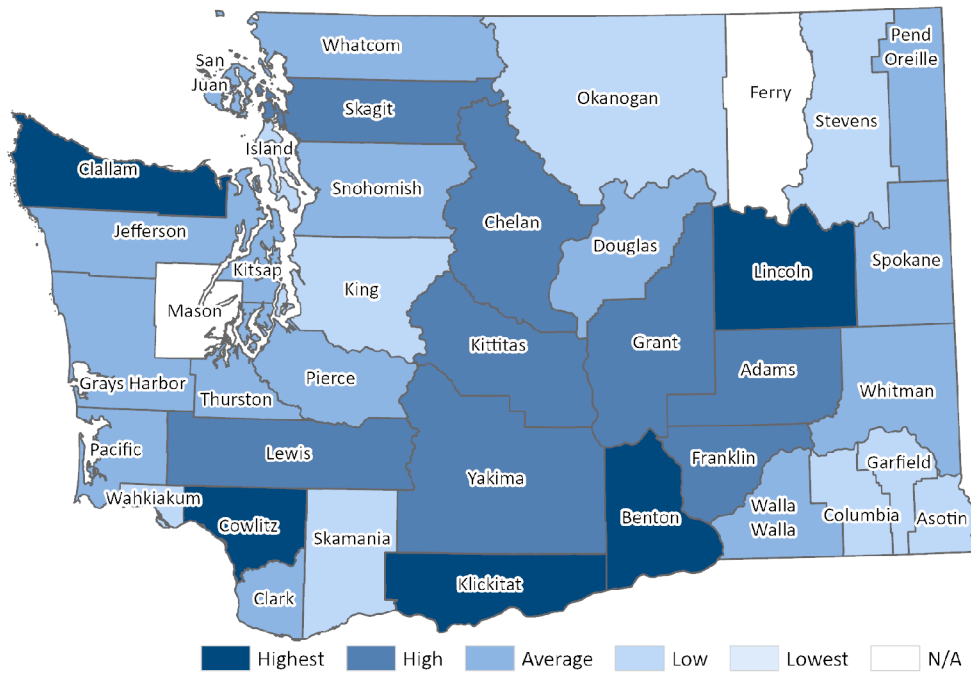 Whatcom
Pend
Oreille
San
Juan
Okanogan
Ferry
Skagit
Stevens
Island
Clallam
Snohomish
Chelan
Jefferson
Douglas
Spokane
Kitsap
Lincoln
King
Mason
Kittitas
Grant
Adams
Pierce
Grays Harbor
Whitman
Thurston
Pacific
Lewis
Franklin
Garfield
Yakima
Wahkiakum
Walla
Walla
Columbia
Asotin
Benton
Cowlitz
Skamania
Klickitat
Clark
Highest
High
Average
Low
Lowest
N/A